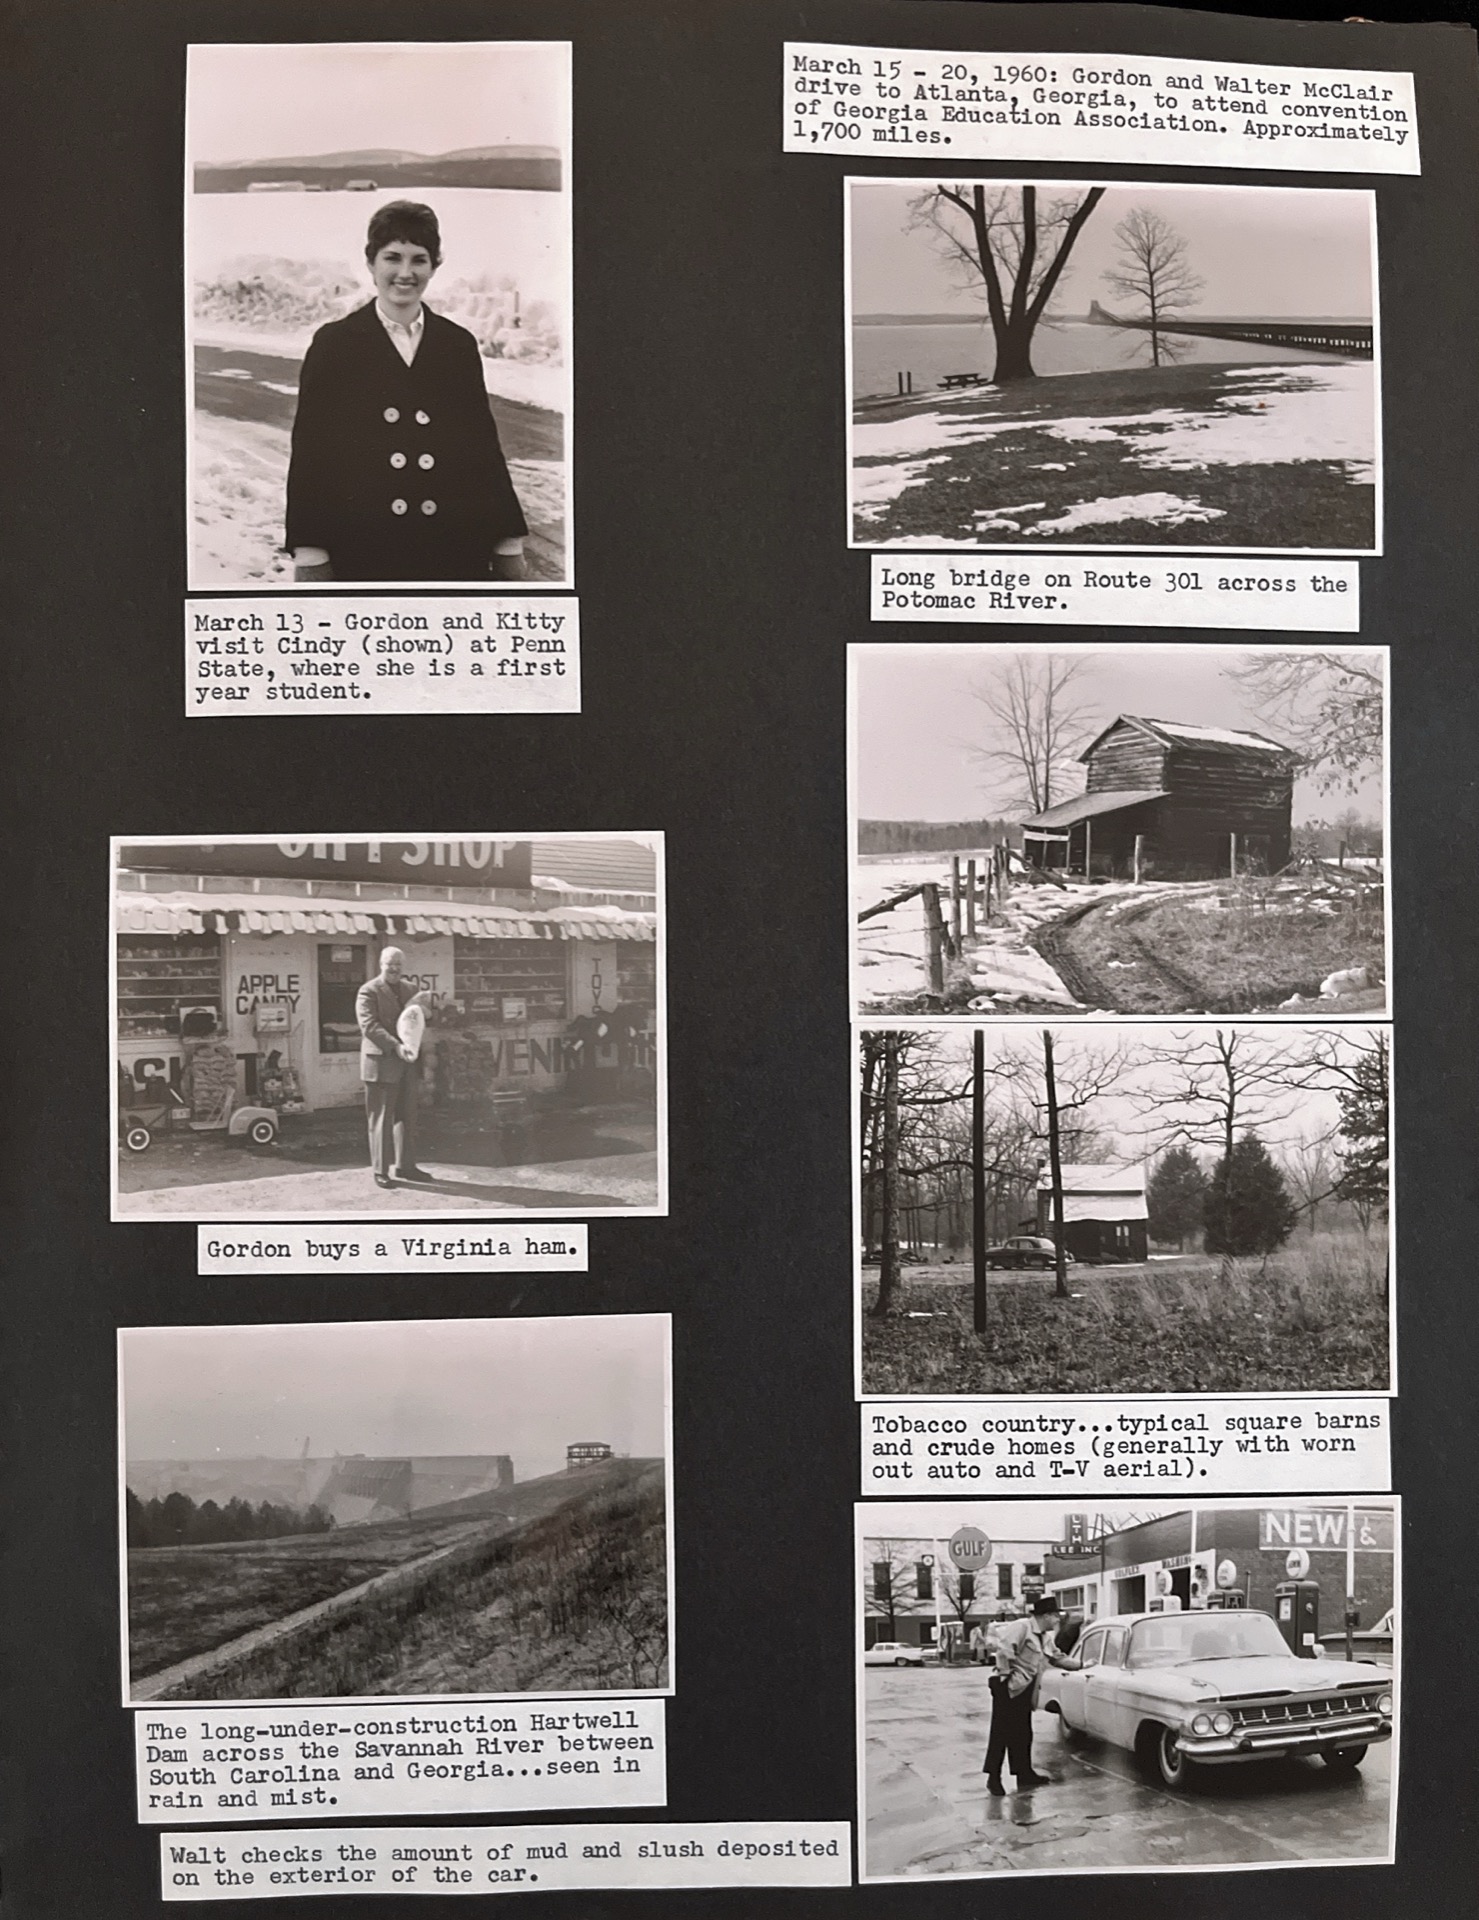 March 15 - 20, 1960: Gordon and Walter McClair
drive to Atlanta, Georgia, to attend convention
of Georgia Education Association. Approximately
1,700 miles.
March 13 - Gordon and Kitty
visit Cindy (shown) at Penn
State, where she is a first
year student.
Long bridge on Route 301 across the
Potomac River.
SHOP
APPLE
CANDY
Gordon buys a Virginia ham.
Tobacco country...typical square barns
and crude homes (generally with worn
out auto and T-V aerial).
The long-under-construction Hartwell
Dam across the Savannah River between
South Carolina and Georgia...seen in
rain and mist.
GULF
LEE INC
NEW &
Walt checks the amount of mud and slush deposited
on the exterior of the car.